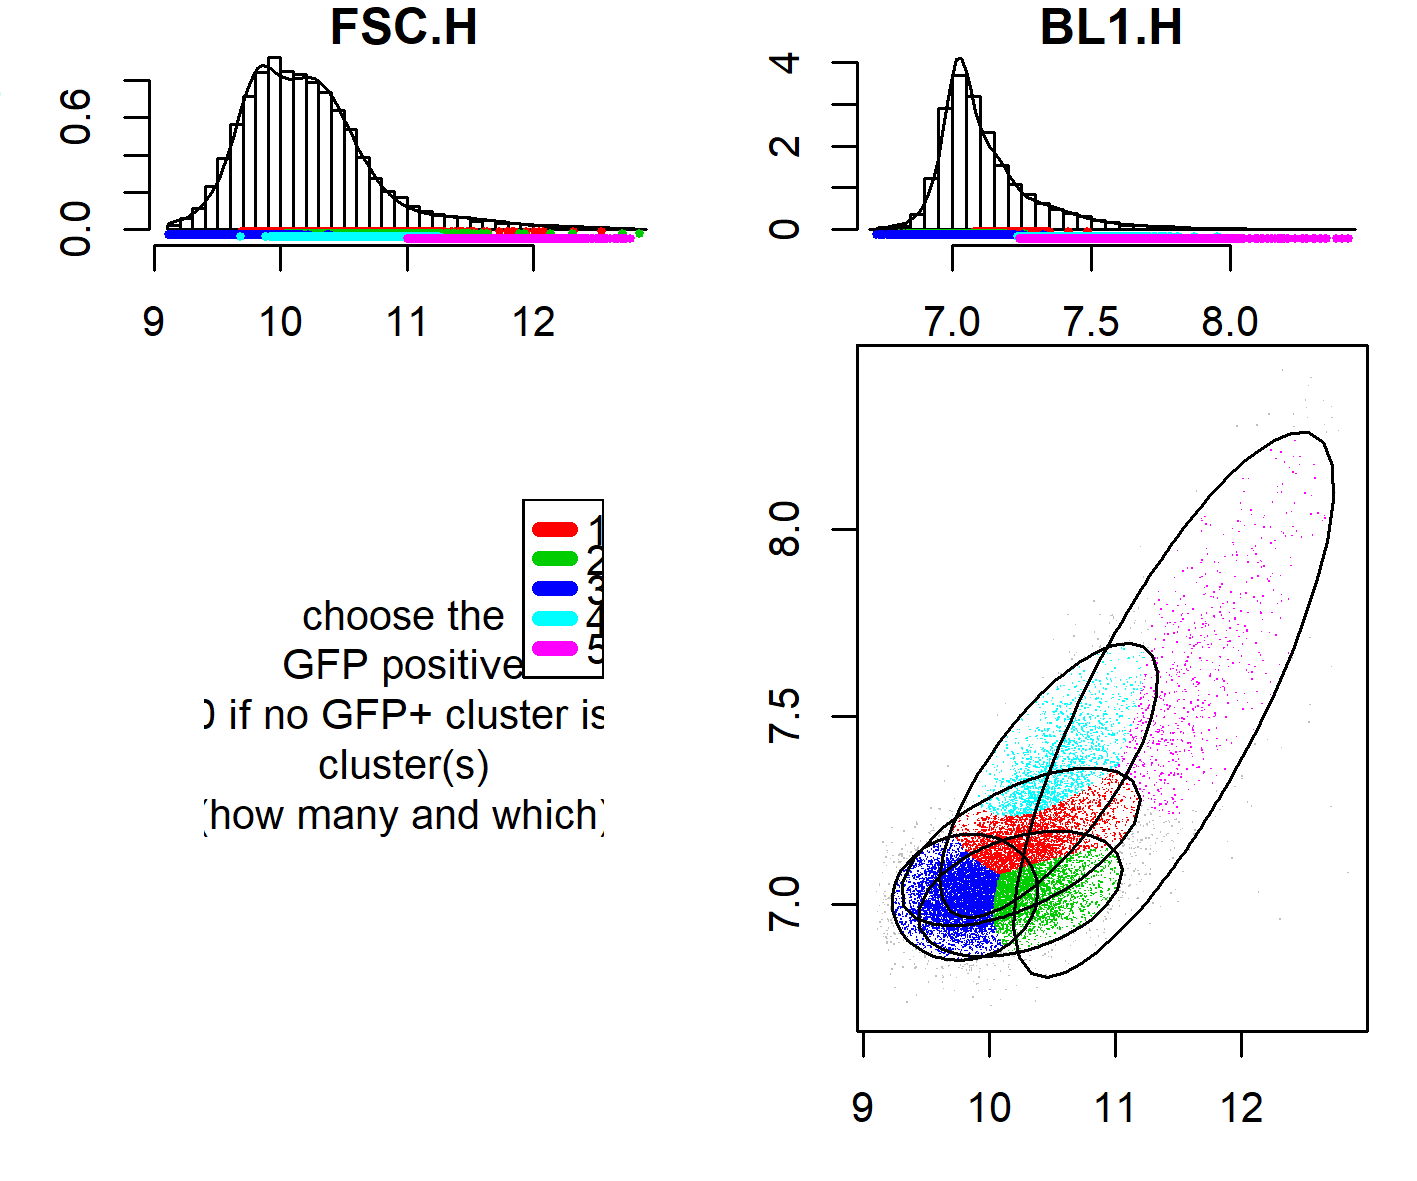 FSC.H
BL1.H
0.0 0.6
0 2 4
9 10 11 12
7.0 7.5 8.0
1
2
3
4
5
choose the
GFP positive
0 if no GFP+ cluster is
cluster(s)
(how many and which)
7.0 7.5 8.0
9 10 11 12